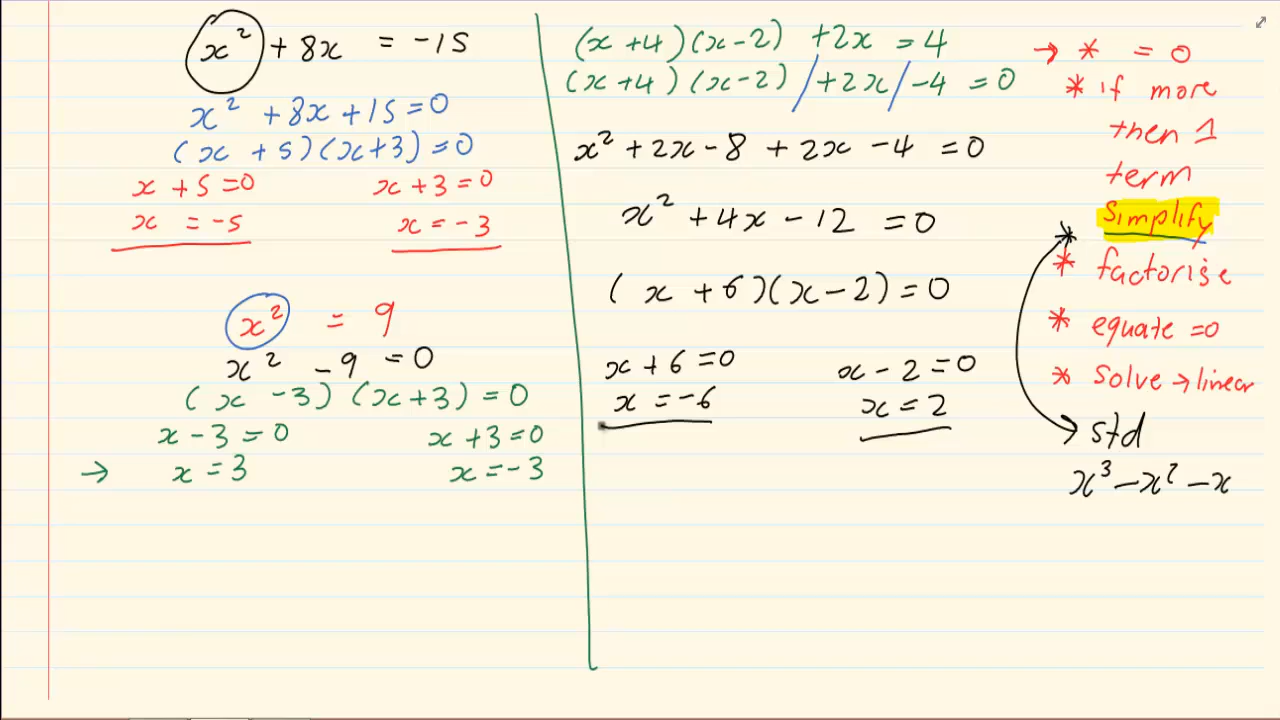 x² + 8x = -15
x² + 8x + 15 = 0
(x + 5)(x + 3) = 0
x + 5 = 0 x + 3 = 0
x = -5 x = -3
x² = 9
x² - 9 = 0
(x - 3) (x + 3) = 0
x - 3 = 0 x + 3 = 0
→ x = 3 x = -3
(x + 4)(x - 2) + 2x = 4
(x + 4) (x - 2) / + 2x / - 4 = 0
x² + 2x - 8 + 2x - 4 = 0
x² + 4x - 12 = 0
(x + 6)(x - 2) = 0
x + 6 = 0 x - 2 = 0
x = -6 x = 2
→ * = 0
* if more
then 1
term
Simplify
*
* factorise
* equate = 0
* Solve → linear
std
x³ - x² - x